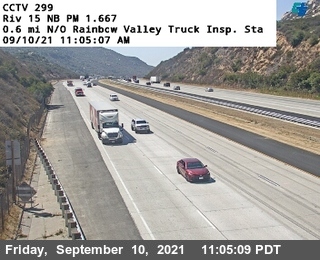 CCTV 299
Riv 15 NB PM 1.667
0.6 mi N/O Rainbow Valley Truck Insp. Sta
09/10/21 11:05:07 AM
Friday, September 10, 2021 11:05:09 PDT